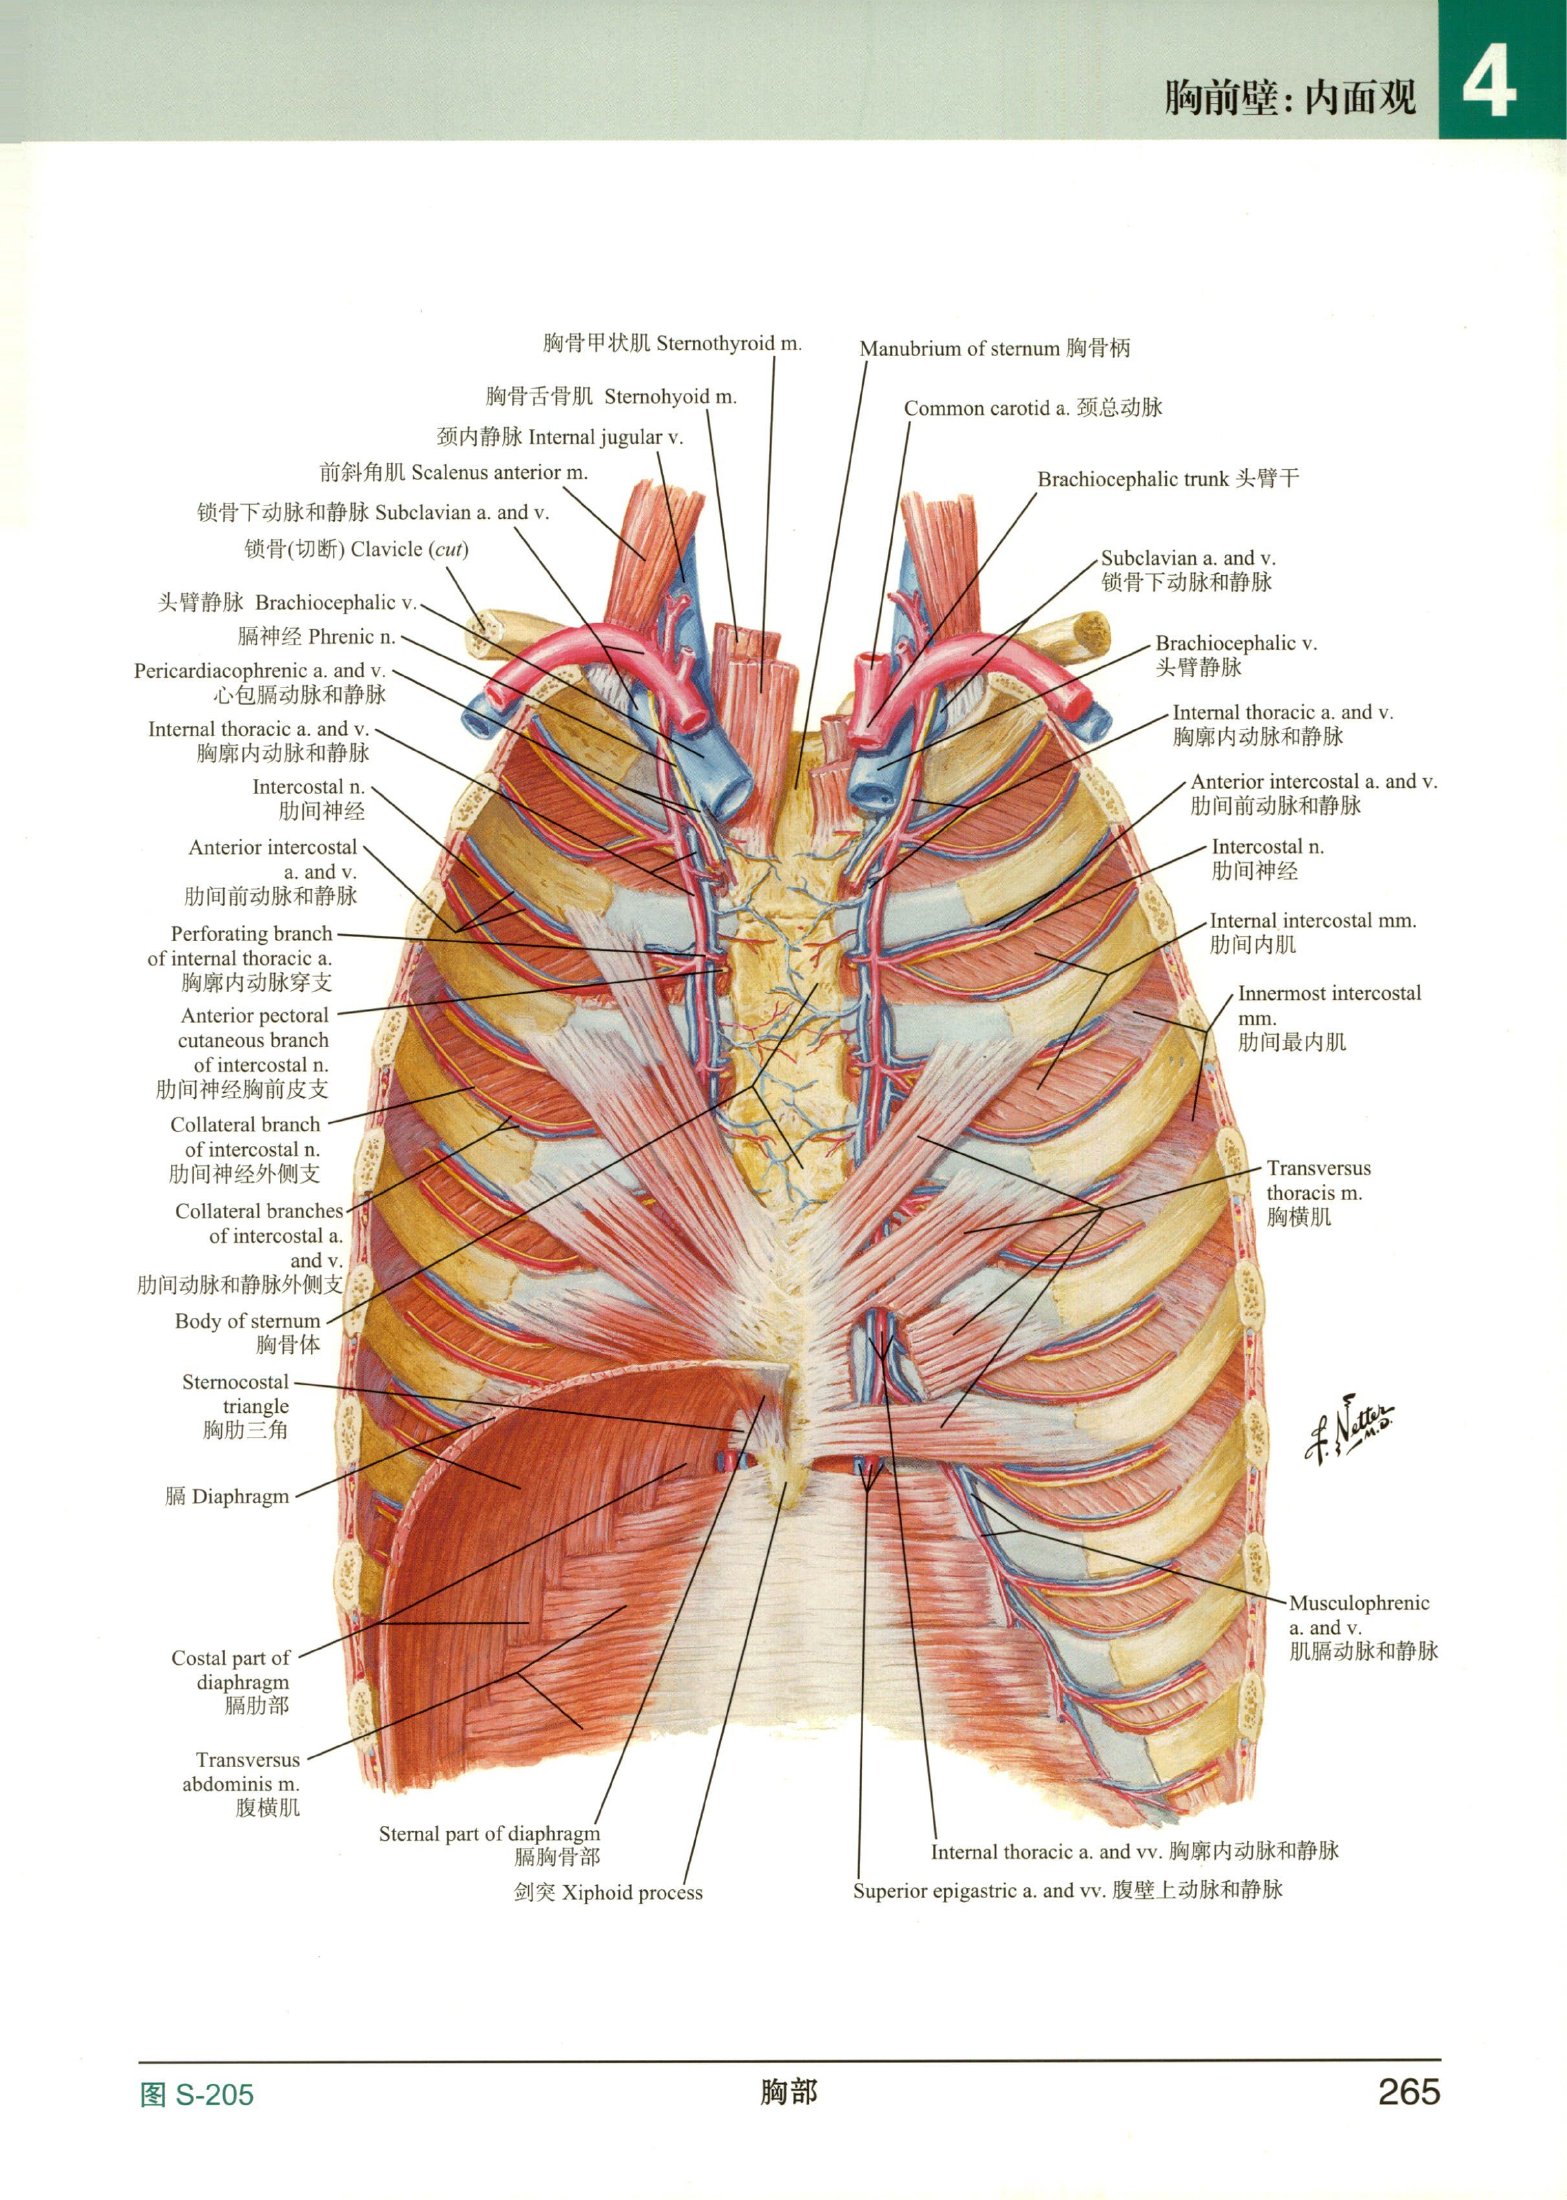 胸前壁：内面观
4
胸骨甲状肌 Sternothyroid m.
胸骨舌骨肌 Sternohyoid m.
颈内静脉 Internal jugular v.
前斜角肌 Scalenus anterior m.
锁骨下动脉和静脉 Subclavian a. and v.
锁骨(切断) Clavicle (cut)
头臂静脉 Brachiocephalic v.
膈神经 Phrenic n.
Pericardiacophrenic a. and v.
心包膈动脉和静脉
Internal thoracic a. and v.
胸廓内动脉和静脉
Intercostal n.
肋间神经
Anterior intercostal
a. and v.
肋间前动脉和静脉
Perforating branch
of internal thoracic a.
胸廓内动脉穿支
Anterior pectoral
cutaneous branch
of intercostal n.
肋间神经胸前皮支
Collateral branch
of intercostal n.
肋间神经外侧支
Collateral branches
of intercostal a.
and v.
肋间动脉和静脉外侧支
Body of sternum
胸骨体
Sternocostal
triangle
胸肋三角
膈 Diaphragm
Costal part of
diaphragm
膈肋部
Transversus
abdominis m.
腹横肌
Sternal part of diaphragm
膈胸骨部
剑突 Xiphoid process
Manubrium of sternum 胸骨柄
Common carotid a. 颈总动脉
Brachiocephalic trunk 头臂干
Subclavian a. and v.
锁骨下动脉和静脉
Brachiocephalic v.
头臂静脉
Internal thoracic a. and v.
胸廓内动脉和静脉
Anterior intercostal a. and v.
肋间前动脉和静脉
Intercostal n.
肋间神经
Internal intercostal mm.
肋间内肌
Innermost intercostal
mm.
肋间最内肌
Transversus
thoracis m.
胸横肌
F. Netter
M.D.
Musculophrenic
a. and v.
肌膈动脉和静脉
Internal thoracic a. and vv. 胸廓内动脉和静脉
Superior epigastric a. and vv. 腹壁上动脉和静脉
图 S-205
胸部
265